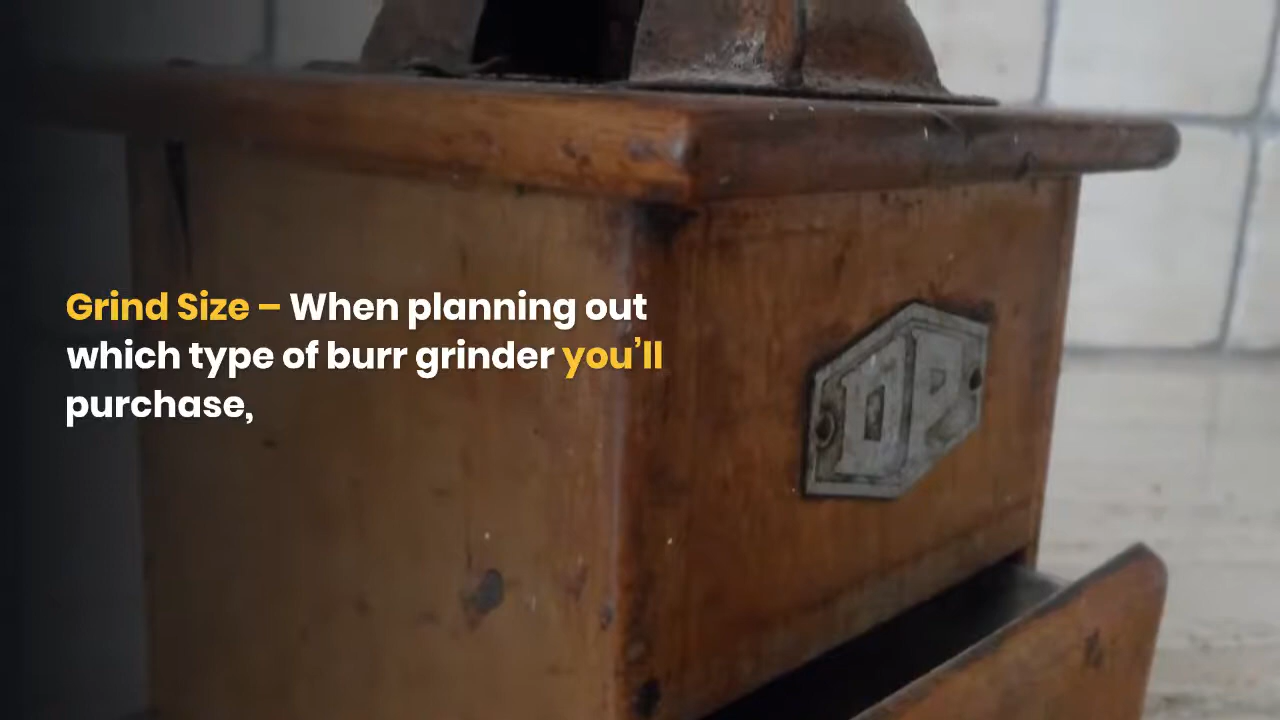 Grind Size – When planning out
which type of burr grinder you’ll
purchase,